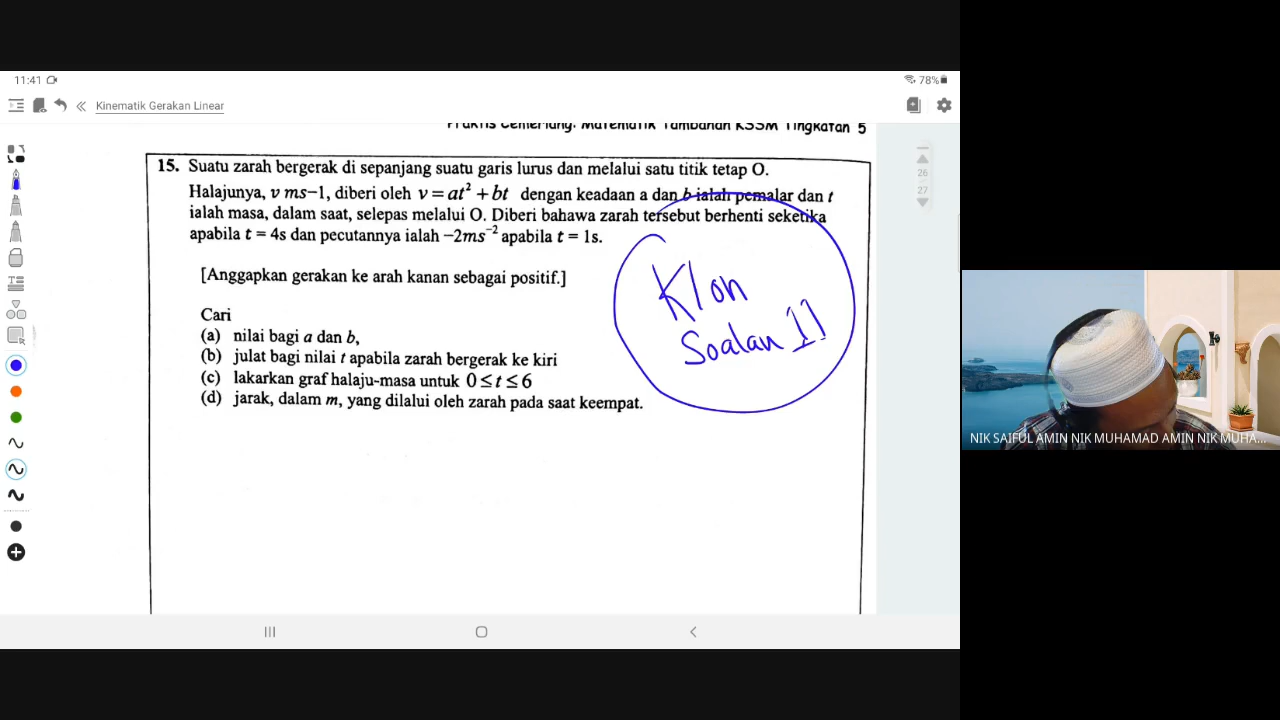 11:41
78%
Kinematik Gerakan Linear
Praktis Cemerlang: Matematik Tambahan KSSM Tingkatan 5
26
27
15. Suatu zarah bergerak di sepanjang suatu garis lurus dan melalui satu titik tetap O.
Halajunya, v ms−1, diberi oleh v = at² + bt dengan keadaan a dan b ialah pemalar dan t
ialah masa, dalam saat, selepas melalui O. Diberi bahawa zarah tersebut berhenti seketika
apabila t = 4s dan pecutannya ialah −2ms⁻² apabila t = 1s.
[Anggapkan gerakan ke arah kanan sebagai positif.]
Klon
Soalan 11
Cari
(a) nilai bagi a dan b,
(b) julat bagi nilai t apabila zarah bergerak ke kiri
(c) lakarkan graf halaju-masa untuk 0 ≤ t ≤ 6
(d) jarak, dalam m, yang dilalui oleh zarah pada saat keempat.
NIK SAIFUL AMIN NIK MUHAMAD AMIN NIK MUHA...